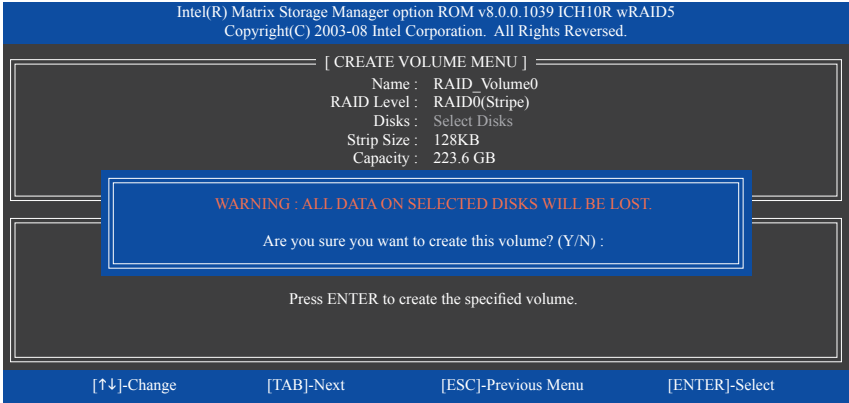 Intel(R) Matrix Storage Manager option ROM v8.0.0.1039 ICH10R wRAID5
Copyright(C) 2003-08 Intel Corporation. All Rights Reversed.
[ CREATE VOLUME MENU ]
Name : RAID_Volume0
RAID Level : RAID0(Stripe)
Disks : Select Disks
Strip Size : 128KB
Capacity : 223.6 GB
WARNING : ALL DATA ON SELECTED DISKS WILL BE LOST.
Are you sure you want to create this volume? (Y/N) :
Press ENTER to create the specified volume.
[↑↓]-Change [TAB]-Next [ESC]-Previous Menu [ENTER]-Select